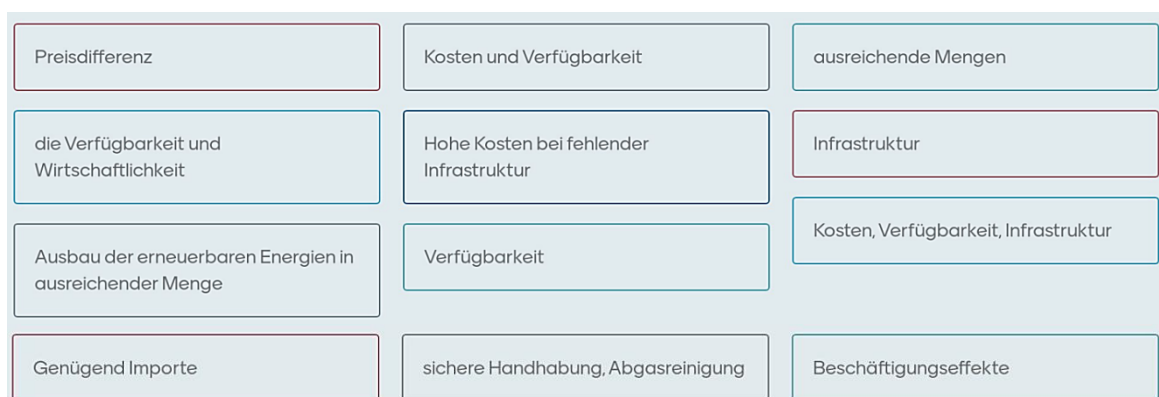 Preisdifferenz
Kosten und Verfügbarkeit
ausreichende Mengen
die Verfügbarkeit und
Wirtschaftlichkeit
Hohe Kosten bei fehlender
Infrastruktur
Infrastruktur
Kosten, Verfügbarkeit, Infrastruktur
Ausbau der erneuerbaren Energien in
ausreichender Menge
Verfügbarkeit
Genügend Importe
sichere Handhabung, Abgasreinigung
Beschäftigungseffekte